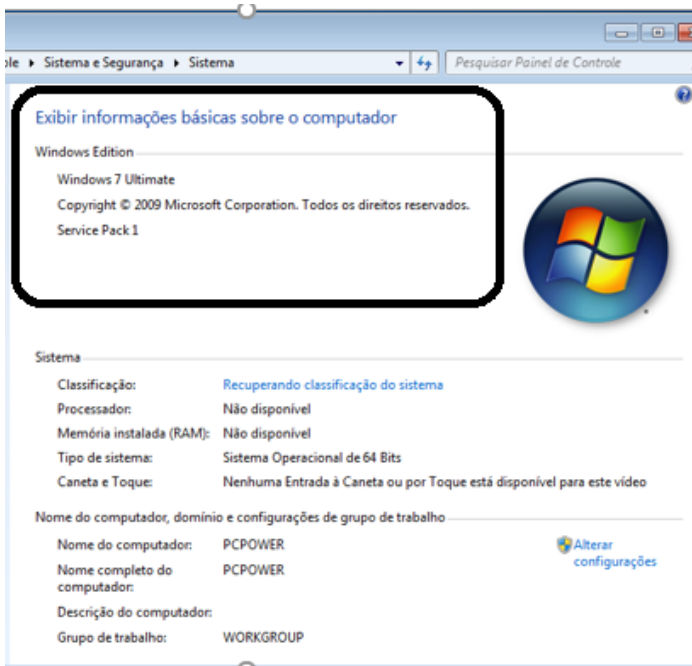 ole ▸ Sistema e Segurança ▸ Sistema
Pesquisar Painel de Controle
Exibir informações básicas sobre o computador
Windows Edition
Windows 7 Ultimate
Copyright © 2009 Microsoft Corporation. Todos os direitos reservados.
Service Pack 1
Sistema
Classificação: Recuperando classificação do sistema
Processador: Não disponível
Memória instalada (RAM): Não disponível
Tipo de sistema: Sistema Operacional de 64 Bits
Caneta e Toque: Nenhuma Entrada à Caneta ou por Toque está disponível para este vídeo
Nome do computador, domínio e configurações de grupo de trabalho
Nome do computador: PCPOWER
Alterar
configurações
Nome completo do
computador:
PCPOWER
Descrição do computador:
Grupo de trabalho: WORKGROUP